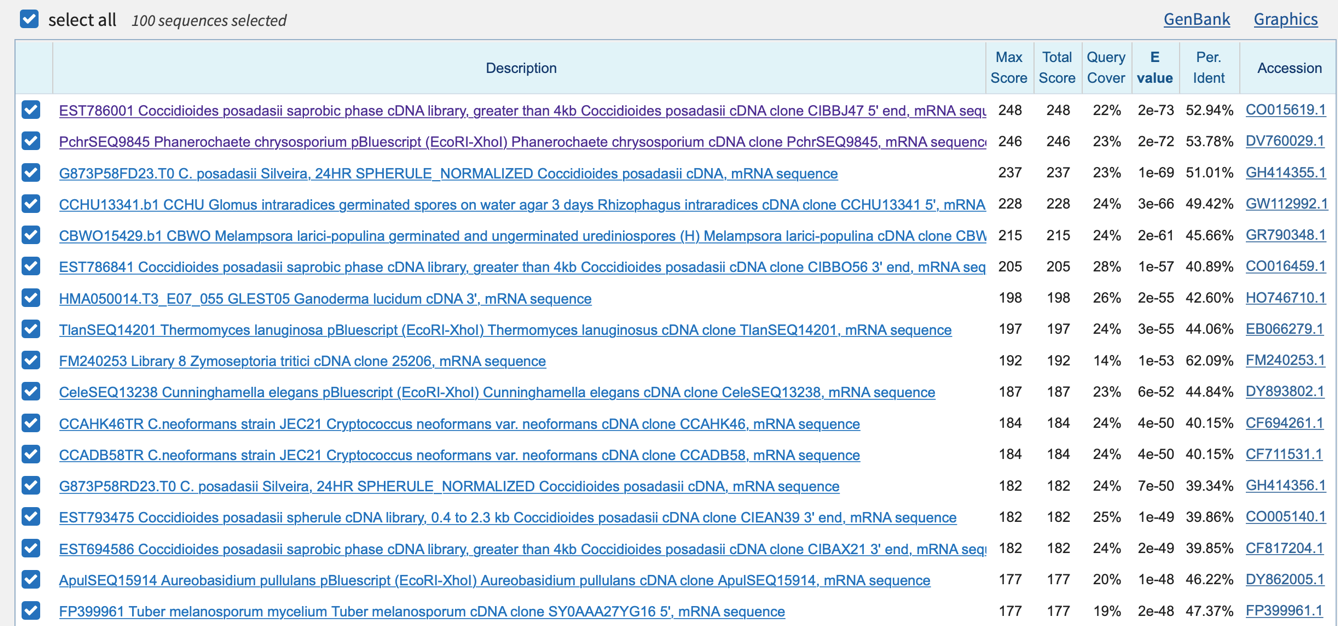 select all 100 sequences selected GenBank Graphics
Description Max Score Total Score Query Cover E value Per. Ident Accession
EST786001 Coccidioides posadasii saprobic phase cDNA library, greater than 4kb Coccidioides posadasii cDNA clone CIBBJ47 5' end, mRNA sequ 248 248 22% 2e-73 52.94% CO015619.1
PchrSEQ9845 Phanerochaete chrysosporium pBluescript (EcoRI-XhoI) Phanerochaete chrysosporium cDNA clone PchrSEQ9845, mRNA sequence 246 246 23% 2e-72 53.78% DV760029.1
G873P58FD23.T0 C. posadasii Silveira, 24HR SPHERULE_NORMALIZED Coccidioides posadasii cDNA, mRNA sequence 237 237 23% 1e-69 51.01% GH414355.1
CCHU13341.b1 CCHU Glomus intraradices germinated spores on water agar 3 days Rhizophagus intraradices cDNA clone CCHU13341 5', mRNA 228 228 24% 3e-66 49.42% GW112992.1
CBWO15429.b1 CBWO Melampsora larici-populina germinated and ungerminated urediniospores (H) Melampsora larici-populina cDNA clone CBW 215 215 24% 2e-61 45.66% GR790348.1
EST786841 Coccidioides posadasii saprobic phase cDNA library, greater than 4kb Coccidioides posadasii cDNA clone CIBBO56 3' end, mRNA seq 205 205 28% 1e-57 40.89% CO016459.1
HMA050014.T3_E07_055 GLEST05 Ganoderma lucidum cDNA 3', mRNA sequence 198 198 26% 2e-55 42.60% HO746710.1
TlanSEQ14201 Thermomyces lanuginosa pBluescript (EcoRI-XhoI) Thermomyces lanuginosus cDNA clone TlanSEQ14201, mRNA sequence 197 197 24% 3e-55 44.06% EB066279.1
FM240253 Library 8 Zymoseptoria tritici cDNA clone 25206, mRNA sequence 192 192 14% 1e-53 62.09% FM240253.1
CeleSEQ13238 Cunninghamella elegans pBluescript (EcoRI-XhoI) Cunninghamella elegans cDNA clone CeleSEQ13238, mRNA sequence 187 187 23% 6e-52 44.84% DY893802.1
CCAHK46TR C.neoformans strain JEC21 Cryptococcus neoformans var. neoformans cDNA clone CCAHK46, mRNA sequence 184 184 24% 4e-50 40.15% CF694261.1
CCADB58TR C.neoformans strain JEC21 Cryptococcus neoformans var. neoformans cDNA clone CCADB58, mRNA sequence 184 184 24% 4e-50 40.15% CF711531.1
G873P58RD23.T0 C. posadasii Silveira, 24HR SPHERULE_NORMALIZED Coccidioides posadasii cDNA, mRNA sequence 182 182 24% 7e-50 39.34% GH414356.1
EST793475 Coccidioides posadasii spherule cDNA library, 0.4 to 2.3 kb Coccidioides posadasii cDNA clone CIEAN39 3' end, mRNA sequence 182 182 25% 1e-49 39.86% CO005140.1
EST694586 Coccidioides posadasii saprobic phase cDNA library, greater than 4kb Coccidioides posadasii cDNA clone CIBAX21 3' end, mRNA sequ 182 182 24% 2e-49 39.85% CF817204.1
ApulSEQ15914 Aureobasidium pullulans pBluescript (EcoRI-XhoI) Aureobasidium pullulans cDNA clone ApulSEQ15914, mRNA sequence 177 177 20% 1e-48 46.22% DY862005.1
FP399961 Tuber melanosporum mycelium Tuber melanosporum cDNA clone SY0AAA27YG16 5', mRNA sequence 177 177 19% 2e-48 47.37% FP399961.1